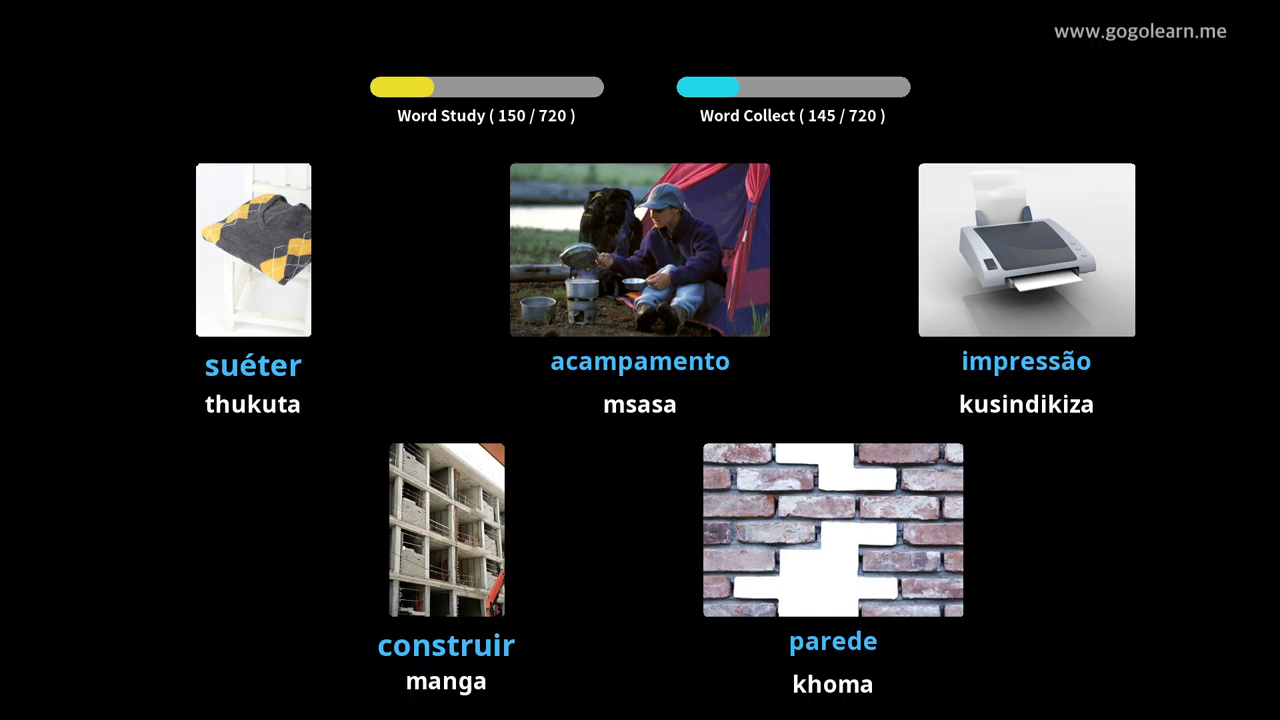 www.gogolearn.me
Word Study ( 150 / 720 )
Word Collect ( 145 / 720 )
suéter
thukuta
acampamento
msasa
impressão
kusindikiza
construir
manga
parede
khoma